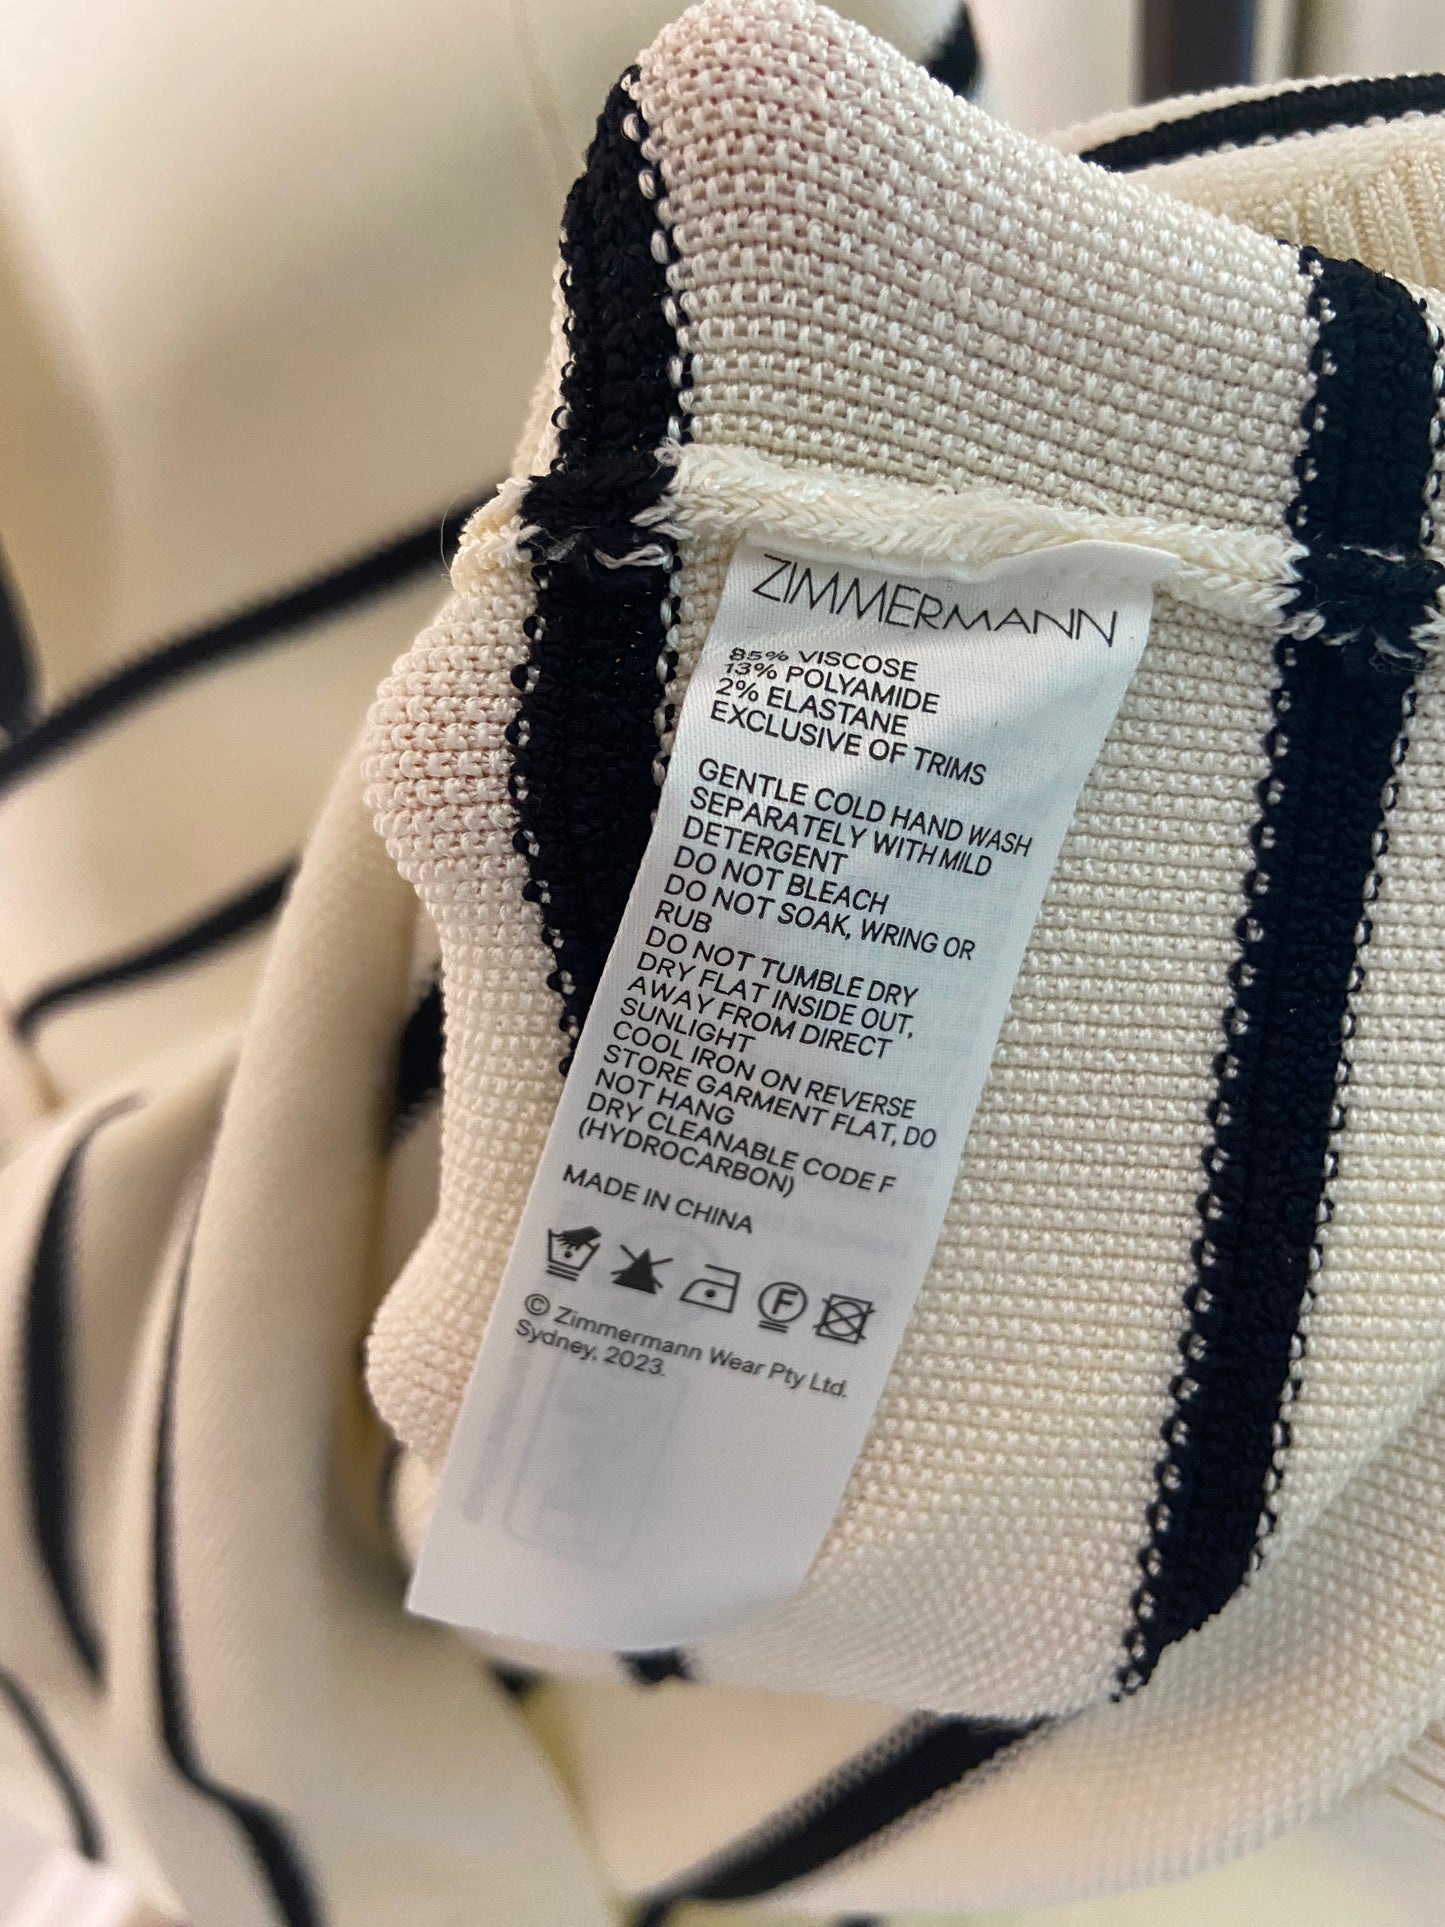 ZIMMERMANN
85% VISCOSE
13% POLYAMIDE
2% ELASTANE
EXCLUSIVE OF TRIMS
GENTLE COLD HAND WASH
SEPARATELY WITH MILD
DETERGENT
DO NOT BLEACH
DO NOT SOAK, WRING OR
RUB
DO NOT TUMBLE DRY
DRY FLAT INSIDE OUT,
AWAY FROM DIRECT
SUNLIGHT
COOL IRON ON REVERSE
STORE GARMENT FLAT, DO
NOT HANG
DRY CLEANABLE CODE F
(HYDROCARBON)
MADE IN CHINA
F
© Zimmermann Wear Pty Ltd.
Sydney, 2023.